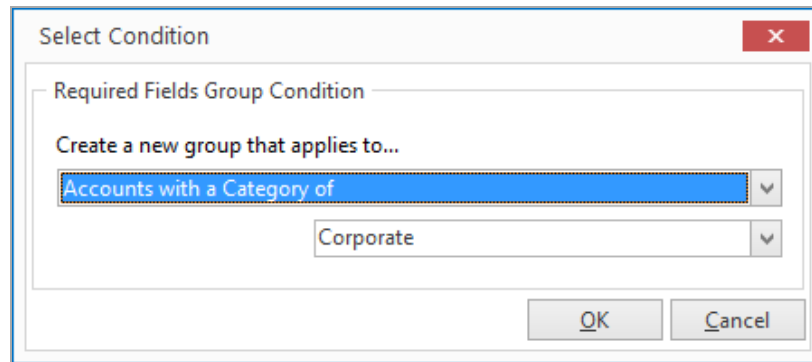 Select Condition
Required Fields Group Condition
Create a new group that applies to...
Accounts with a Category of
Corporate
OK Cancel